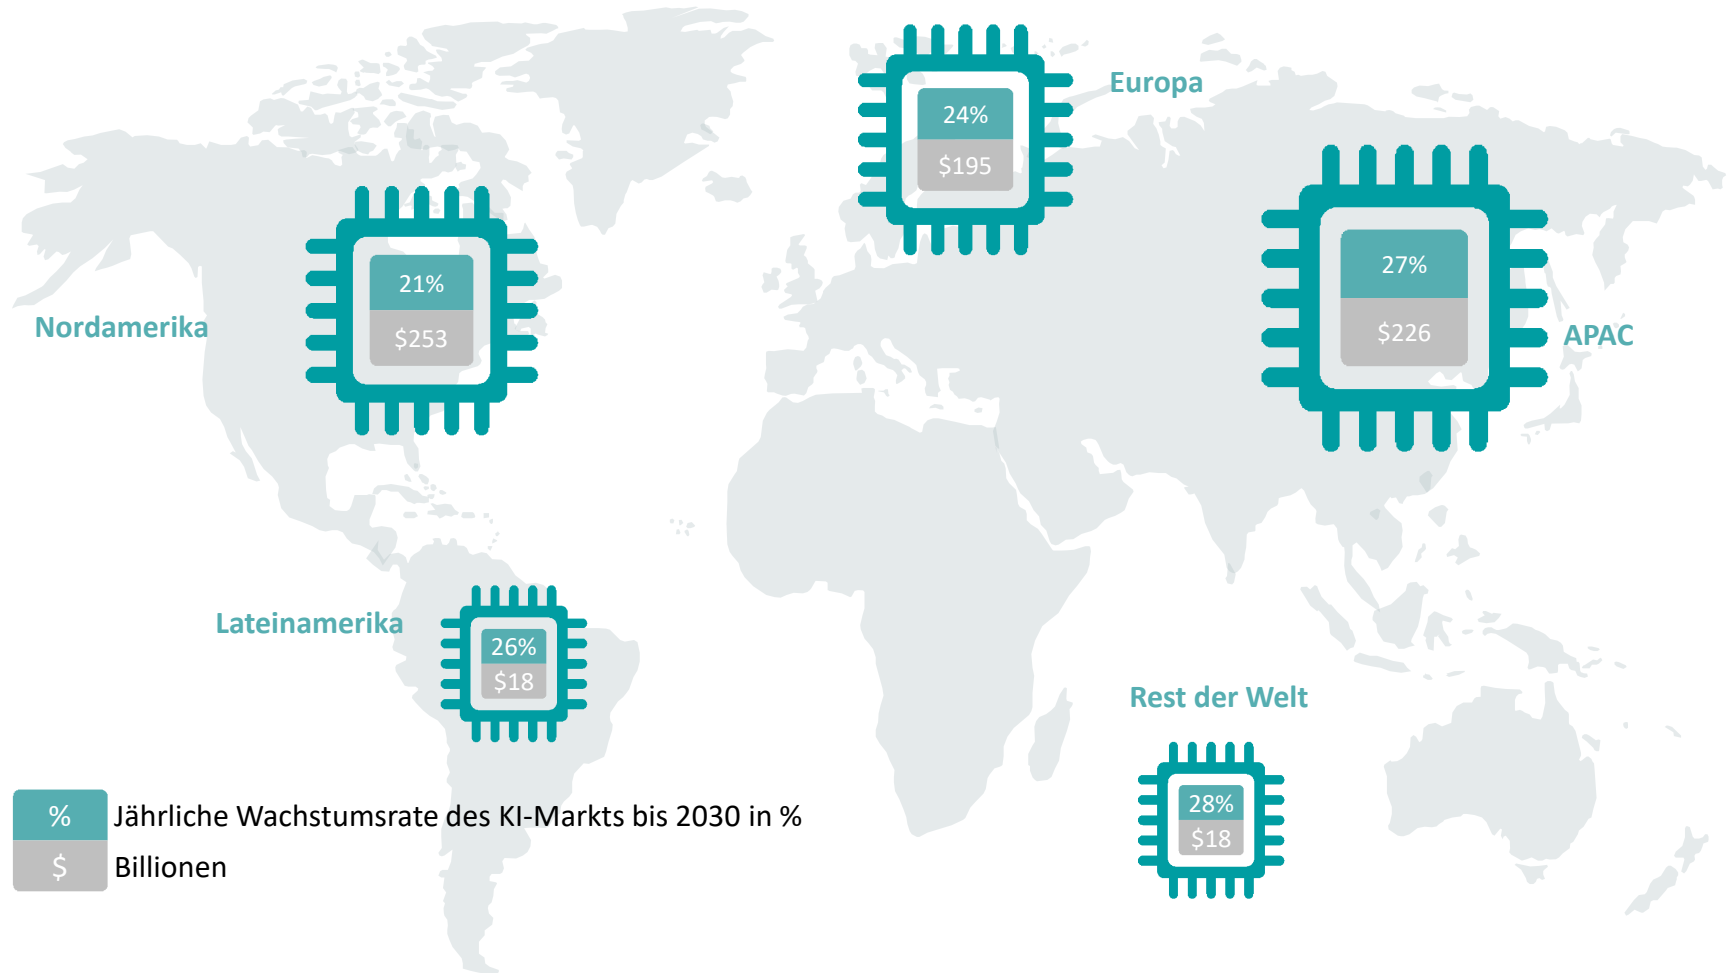 Europa
24%
$195
Nordamerika
21%
$253
27%
$226
APAC
Lateinamerika
26%
$18
Rest der Welt
28%
$18
% Jährliche Wachstumsrate des KI-Markts bis 2030 in %
$ Billionen